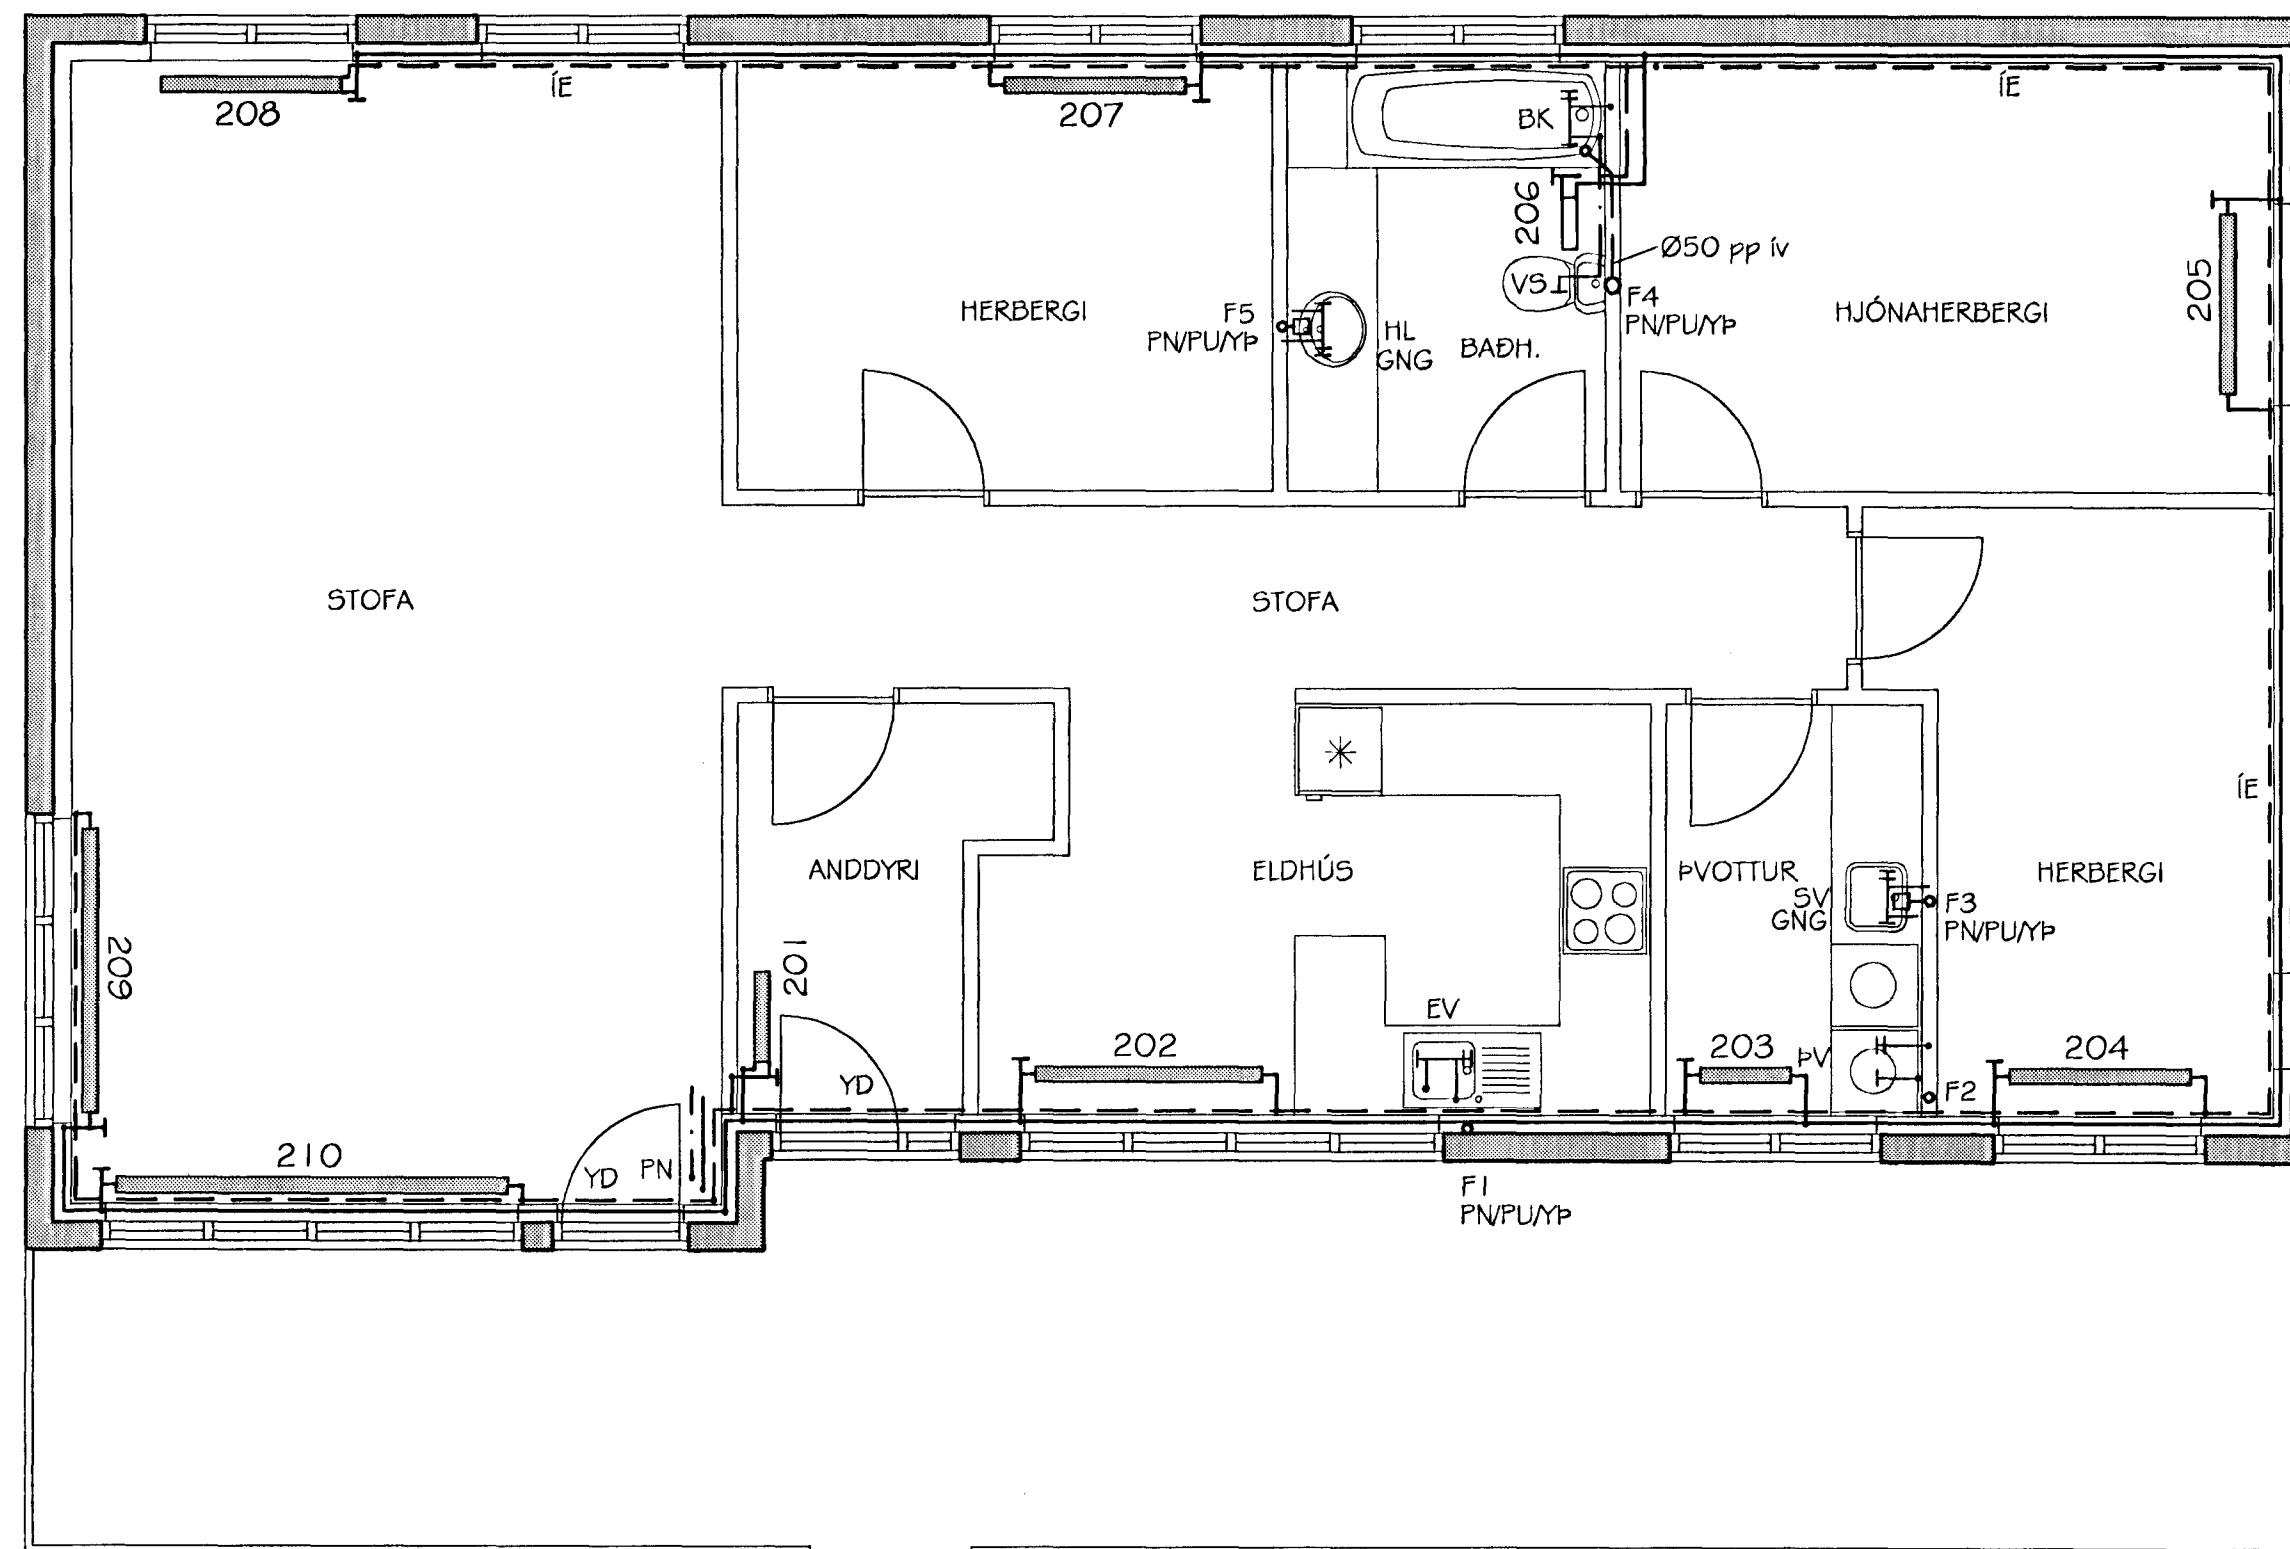 ÍE
ÍE
208
207
BK
206
Ø50 pp ív
205
HERBERGI
F5
PN/PU/YÞ
VS
F4
PN/PU/YÞ
HJÓNAHERBERGI
HL
GNG
BAÐH.
STOFA
STOFA
ÍE
ANDDYRI
ELDHÚS
ÞVOTTUR
SV
GNG
HERBERGI
F3
PN/PU/YÞ
209
201
EV
202
203
ÞV
204
YD
F2
210
YD
PN
F1
PN/PU/YÞ